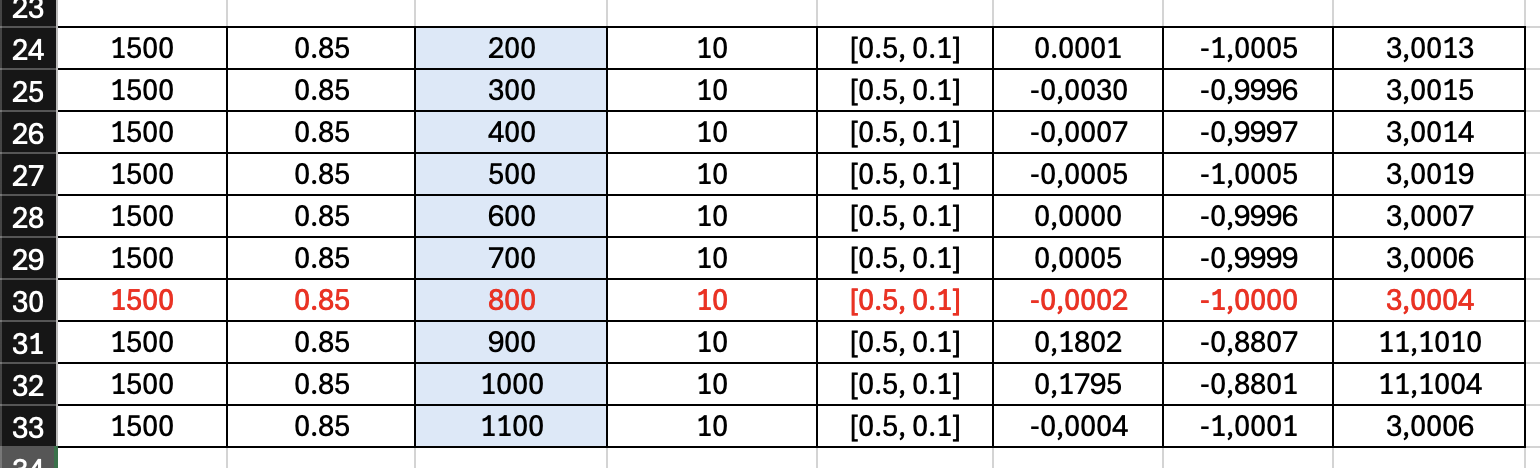 23
24 1500 0.85 200 10 [0.5, 0.1] 0.0001 -1,0005 3,0013
25 1500 0.85 300 10 [0.5, 0.1] -0,0030 -0,9996 3,0015
26 1500 0.85 400 10 [0.5, 0.1] -0,0007 -0,9997 3,0014
27 1500 0.85 500 10 [0.5, 0.1] -0,0005 -1,0005 3,0019
28 1500 0.85 600 10 [0.5, 0.1] 0,0000 -0,9996 3,0007
29 1500 0.85 700 10 [0.5, 0.1] 0,0005 -0,9999 3,0006
30 1500 0.85 800 10 [0.5, 0.1] -0,0002 -1,0000 3,0004
31 1500 0.85 900 10 [0.5, 0.1] 0,1802 -0,8807 11,1010
32 1500 0.85 1000 10 [0.5, 0.1] 0,1795 -0,8801 11,1004
33 1500 0.85 1100 10 [0.5, 0.1] -0,0004 -1,0001 3,0006
34